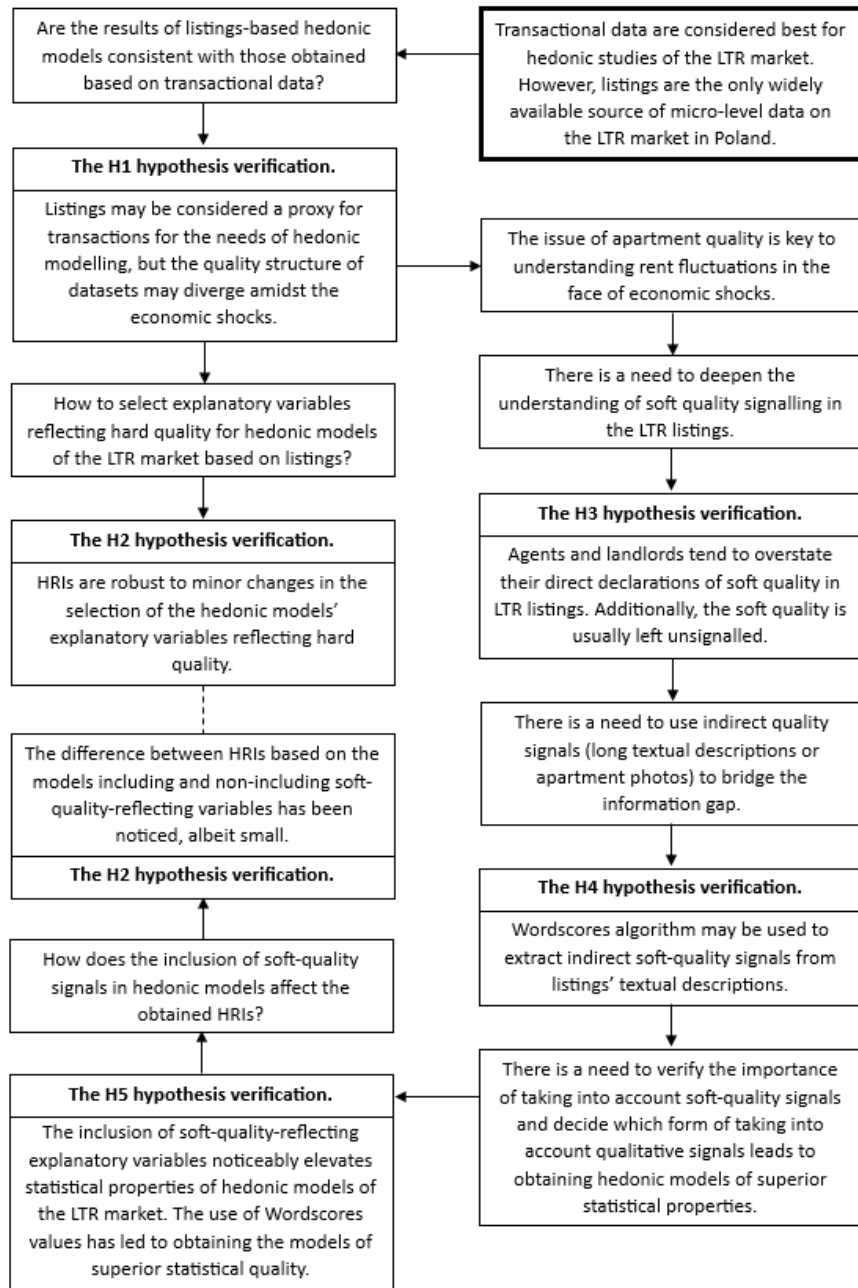 Transactional data are considered best for
hedonic studies of the LTR market.
However, listings are the only widely
available source of micro-level data on
the LTR market in Poland.
Are the results of listings-based hedonic
models consistent with those obtained
based on transactional data?
The H1 hypothesis verification.
Listings may be considered a proxy for
transactions for the needs of hedonic
modelling, but the quality structure of
datasets may diverge amidst the
economic shocks.
How to select explanatory variables
reflecting hard quality for hedonic models
of the LTR market based on listings?
The H2 hypothesis verification.
HRIs are robust to minor changes in the
selection of the hedonic models’
explanatory variables reflecting hard
quality.
The issue of apartment quality is key to
understanding rent fluctuations in the
face of economic shocks.
There is a need to deepen the
understanding of soft quality signalling in
the LTR listings.
The H3 hypothesis verification.
Agents and landlords tend to overstate
their direct declarations of soft quality in
LTR listings. Additionally, the soft quality is
usually left unsignalled.
There is a need to use indirect quality
signals (long textual descriptions or
apartment photos) to bridge the
information gap.
The H4 hypothesis verification.
Wordscores algorithm may be used to
extract indirect soft-quality signals from
listings’ textual descriptions.
There is a need to verify the importance
of taking into account soft-quality signals
and decide which form of taking into
account qualitative signals leads to
obtaining hedonic models of superior
statistical properties.
The H5 hypothesis verification.
The inclusion of soft-quality-reflecting
explanatory variables noticeably elevates
statistical properties of hedonic models of
the LTR market. The use of Wordscores
values has led to obtaining the models of
superior statistical quality.
How does the inclusion of soft-quality
signals in hedonic models affect the
obtained HRIs?
The difference between HRIs based on the
models including and non-including soft-
quality-reflecting variables has been
noticed, albeit small.
The H2 hypothesis verification.